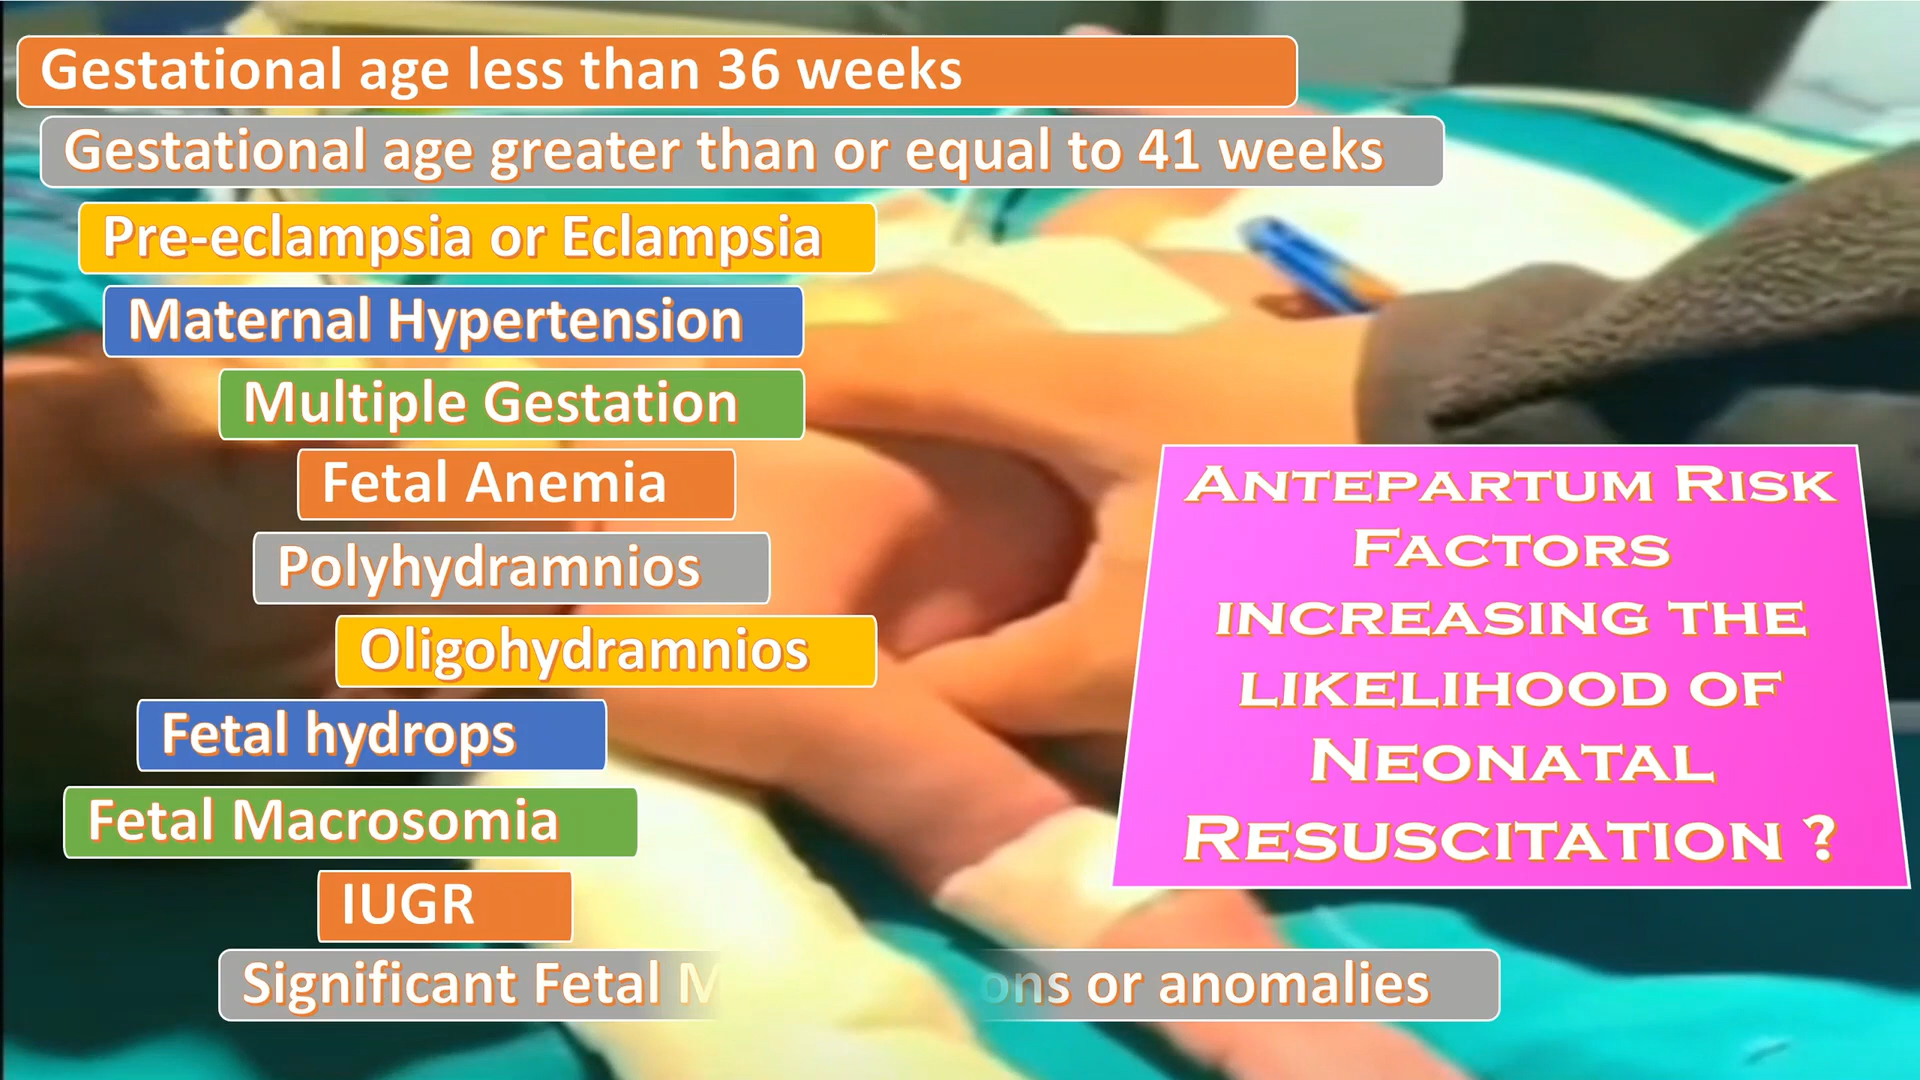 Gestational age less than 36 weeks
Gestational age greater than or equal to 41 weeks
Pre-eclampsia or Eclampsia
Maternal Hypertension
Multiple Gestation
Fetal Anemia
Polyhydramnios
Oligohydramnios
Fetal hydrops
Fetal Macrosomia
IUGR
Significant Fetal or anomalies
Antepartum Risk
Factors
increasing the
likelihood of
Neonatal
Resuscitation ?